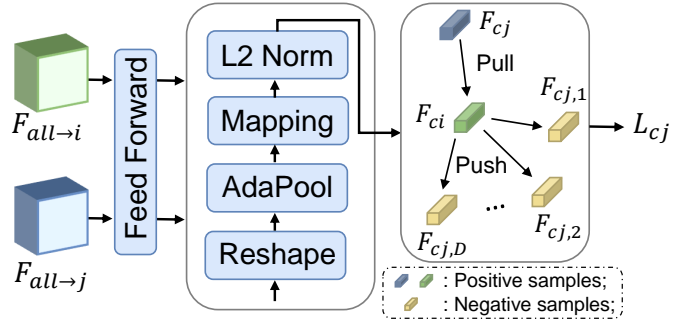 F_{all→i}
F_{all→j}
Feed Forward
L2 Norm
Mapping
AdaPool
Reshape
F_{cj}
Pull
F_{ci}
F_{cj,1}
Push
F_{cj,D}
...
F_{cj,2}
L_{cj}
: Positive samples;
: Negative samples;